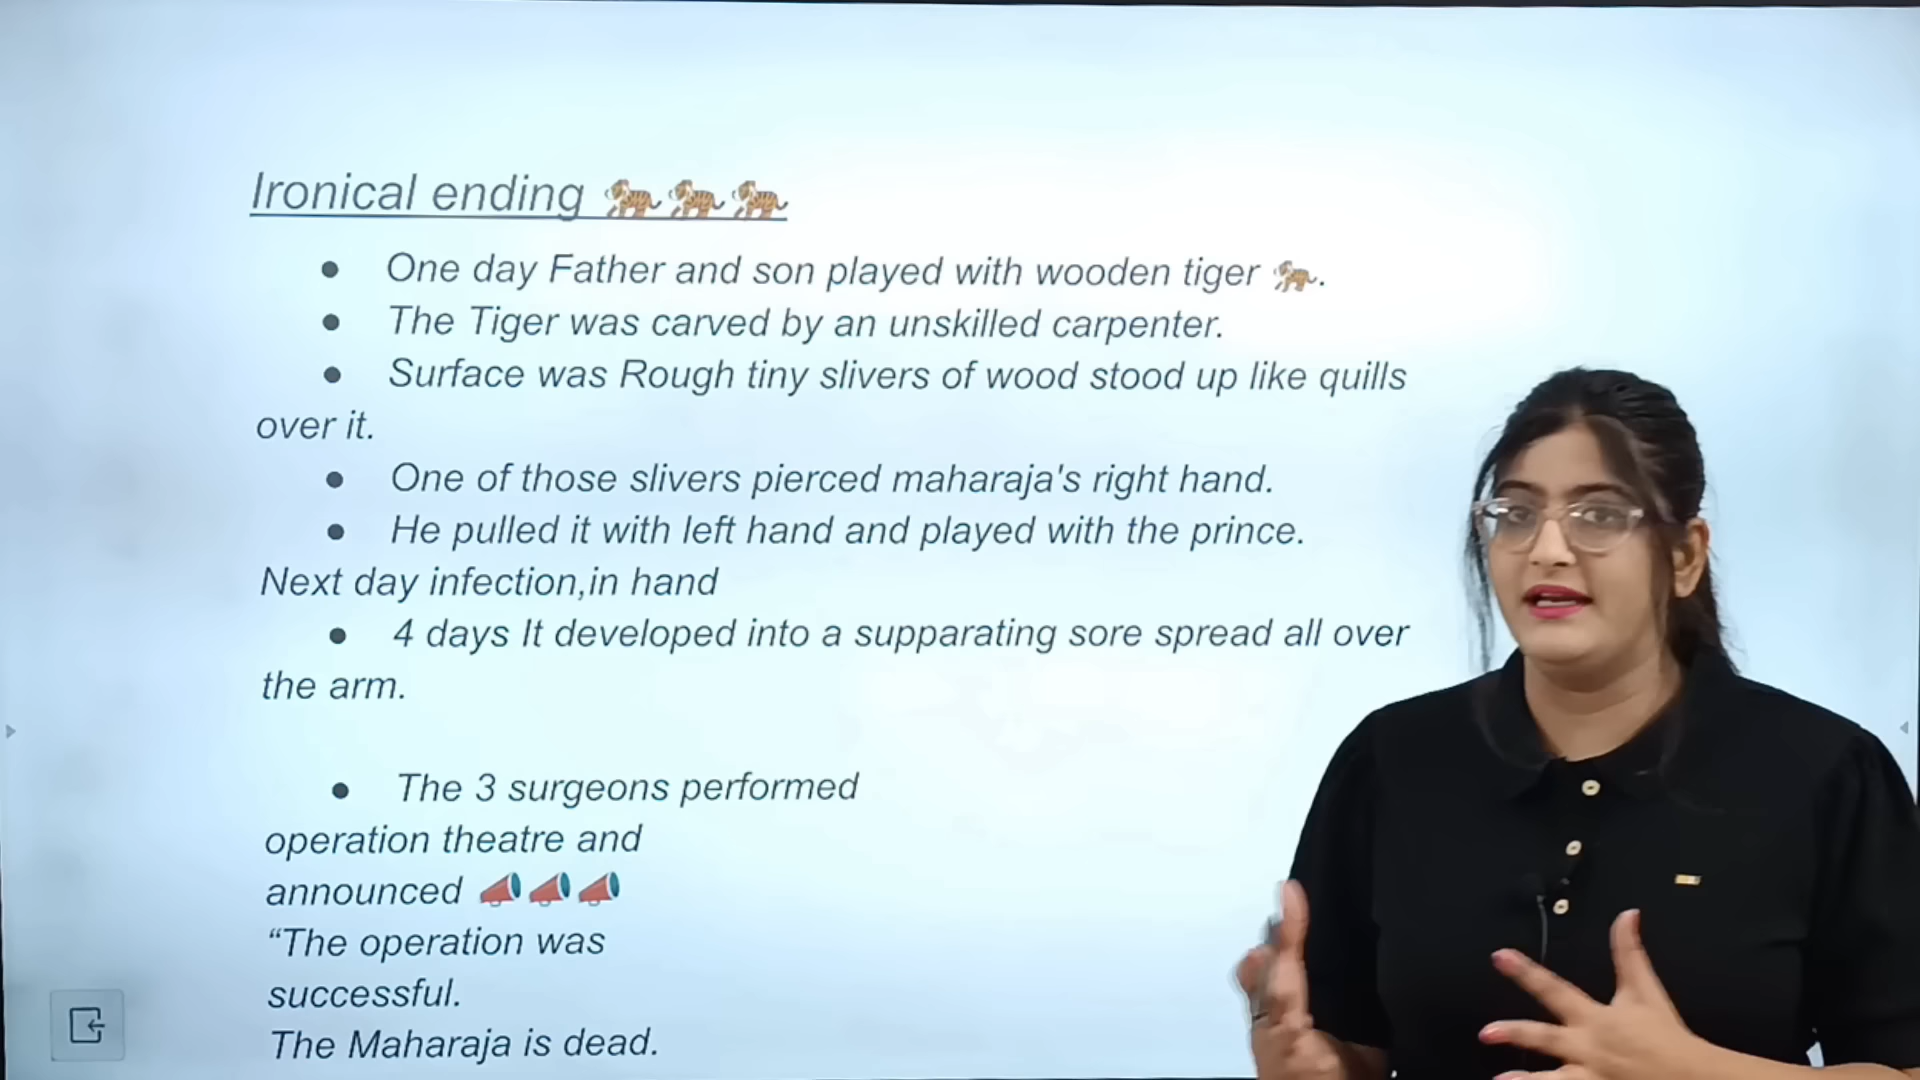 Ironical ending 🐅🐅🐅
● One day Father and son played with wooden tiger 🐅.
● The Tiger was carved by an unskilled carpenter.
● Surface was Rough tiny slivers of wood stood up like quills
over it.
● One of those slivers pierced maharaja's right hand.
● He pulled it with left hand and played with the prince.
Next day infection,in hand
● 4 days It developed into a supparating sore spread all over
the arm.
● The 3 surgeons performed
operation theatre and
announced 📣📣📣
“The operation was
successful.
The Maharaja is dead.